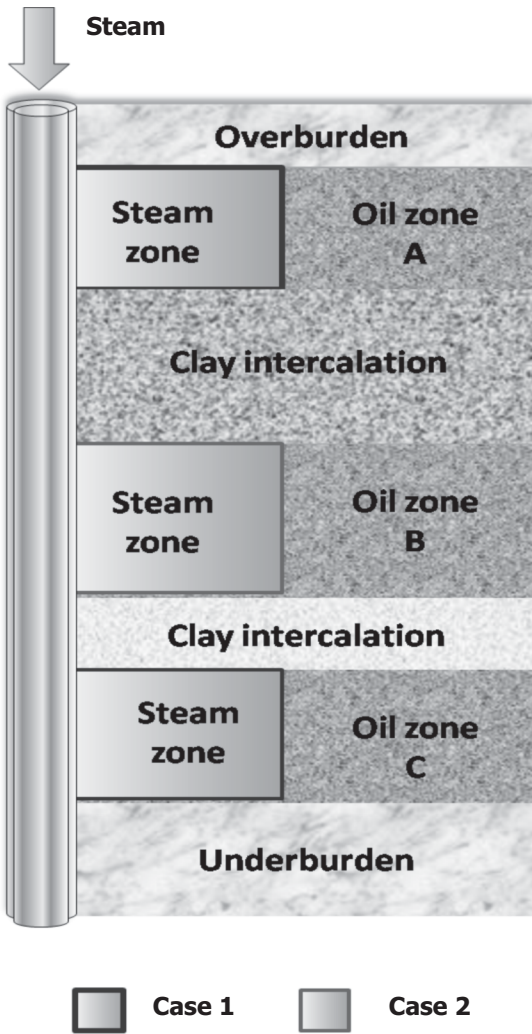 Steam
Overburden
Steam
zone
Oil zone
A
Clay intercalation
Steam
zone
Oil zone
B
Clay intercalation
Steam
zone
Oil zone
C
Underburden
Case 1
Case 2